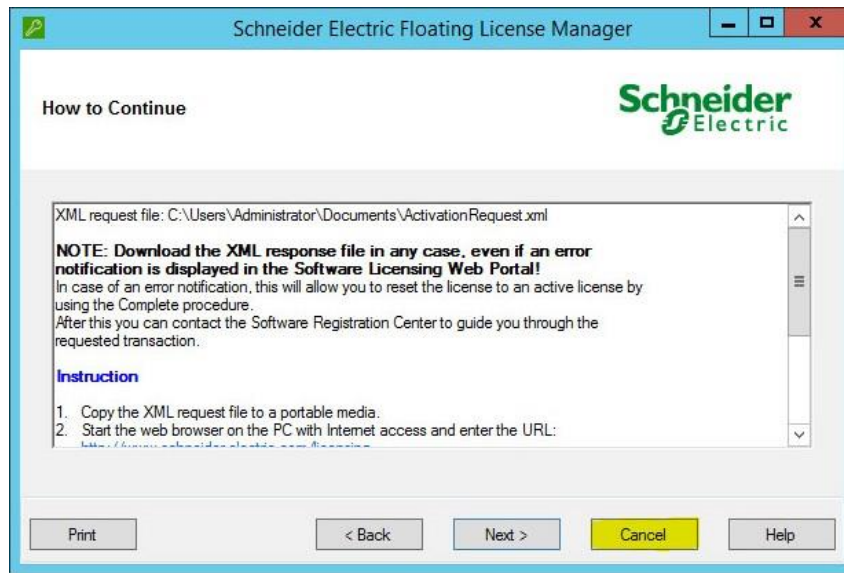 Schneider Electric Floating License Manager
How to Continue
Schneider
Electric
XML request file: C:\Users\Administrator\Documents\ActivationRequest.xml
NOTE: Download the XML response file in any case, even if an error
notification is displayed in the Software Licensing Web Portal!
In case of an error notification, this will allow you to reset the license to an active license by
using the Complete procedure.
After this you can contact the Software Registration Center to guide you through the
requested transaction.
Instruction
1. Copy the XML request file to a portable media.
2. Start the web browser on the PC with Internet access and enter the URL:
Print
< Back
Next >
Cancel
Help